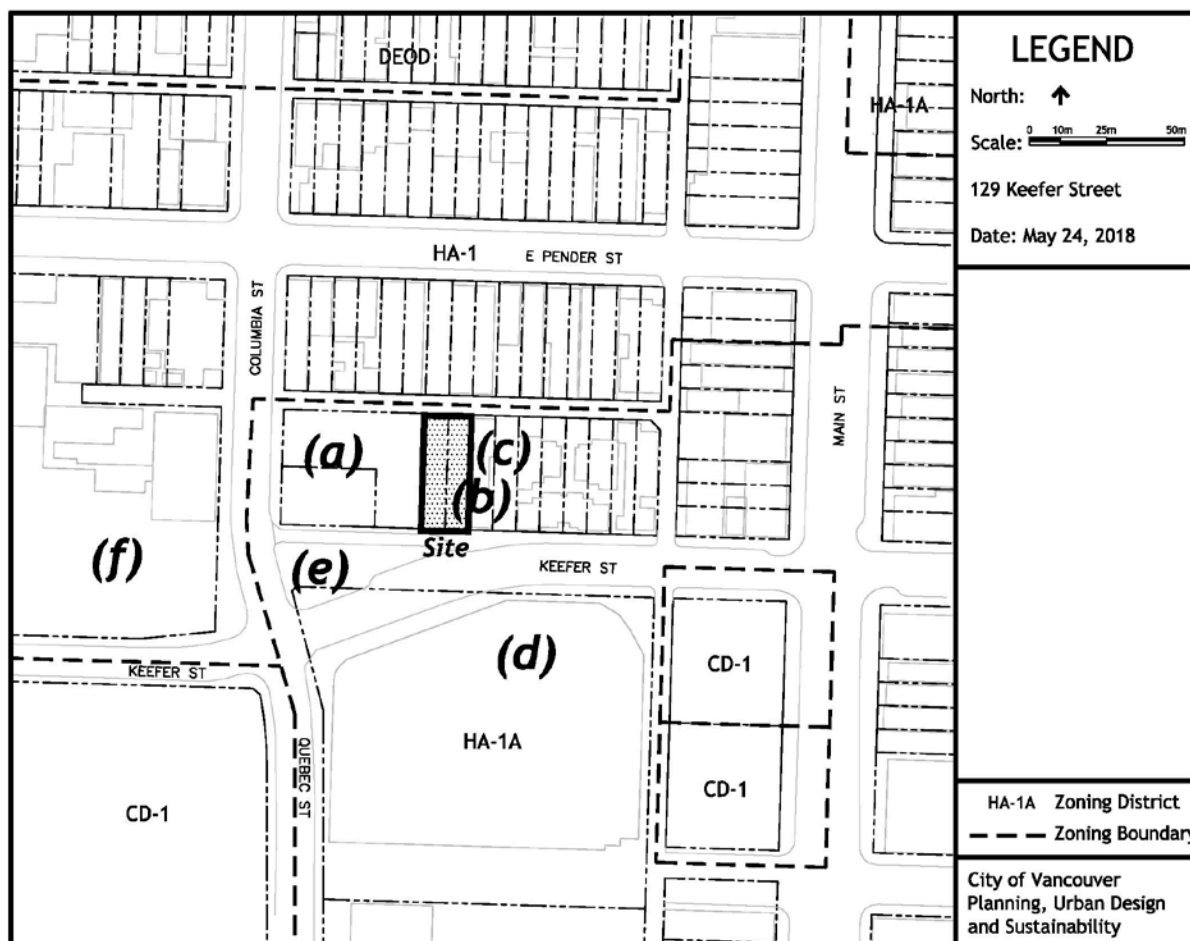 DEOD
HA-1A
HA-1
E PENDER ST
COLUMBIA ST
MAIN ST
(a)
(c)
(b)
Site
(e)
KEEFER ST
(f)
(d)
KEEFER ST
QUEBEC ST
HA-1A
CD-1
CD-1
CD-1
LEGEND
North:
Scale: 0 10m 25m 50m
129 Keefer Street
Date: May 24, 2018
HA-1A Zoning District
Zoning Boundary
City of Vancouver
Planning, Urban Design
and Sustainability